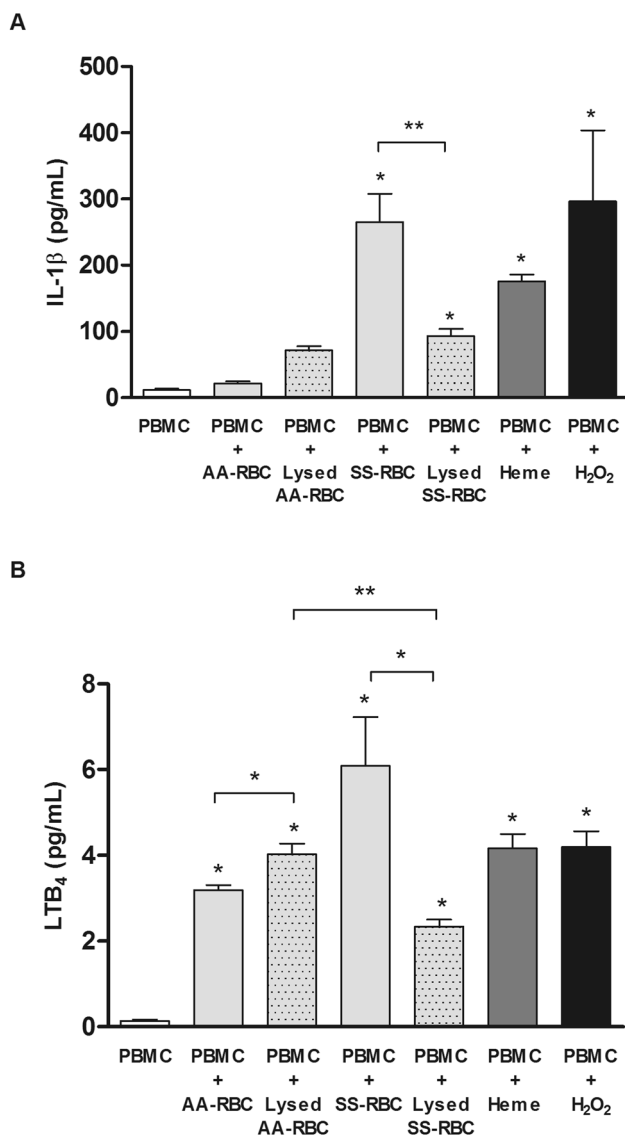 A
500
400
300
200
100
0
IL-1β (pg/mL)
**
*
*
*
*
PBMC PBMC PBMC PBMC PBMC PBMC PBMC
+ + + + + +
AA-RBC Lysed SS-RBC Lysed Heme H₂O₂
AA-RBC SS-RBC
B
**
*
8
6
4
2
0
LTB₄ (pg/mL)
*
*
*
*
*
*
*
PBMC PBMC PBMC PBMC PBMC PBMC PBMC
+ + + + + +
AA-RBC Lysed SS-RBC Lysed Heme H₂O₂
AA-RBC SS-RBC